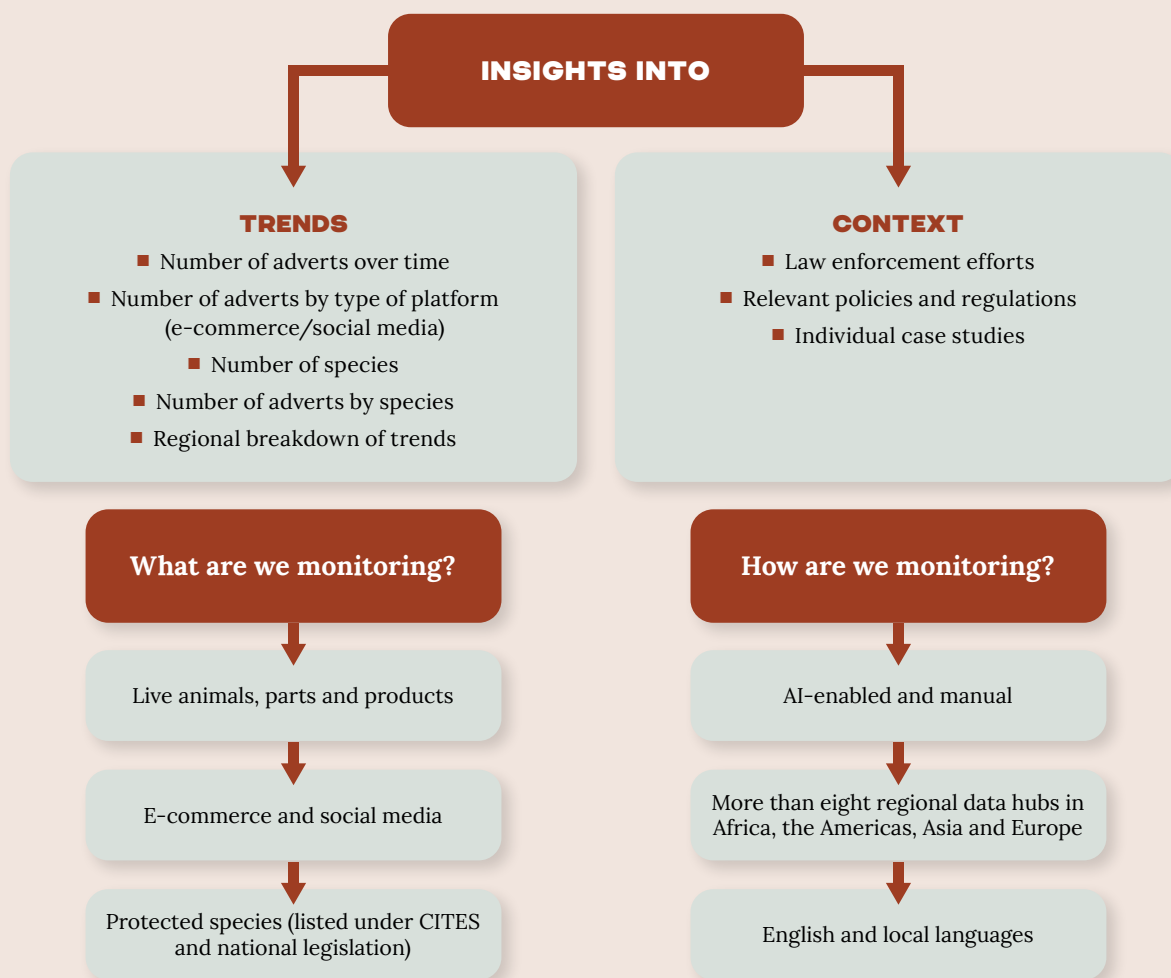 INSIGHTS INTO
TRENDS
■ Number of adverts over time
■ Number of adverts by type of platform
(e-commerce/social media)
■ Number of species
■ Number of adverts by species
■ Regional breakdown of trends
CONTEXT
■ Law enforcement efforts
■ Relevant policies and regulations
■ Individual case studies
What are we monitoring?
Live animals, parts and products
E-commerce and social media
Protected species (listed under CITES
and national legislation)
How are we monitoring?
AI-enabled and manual
More than eight regional data hubs in
Africa, the Americas, Asia and Europe
English and local languages